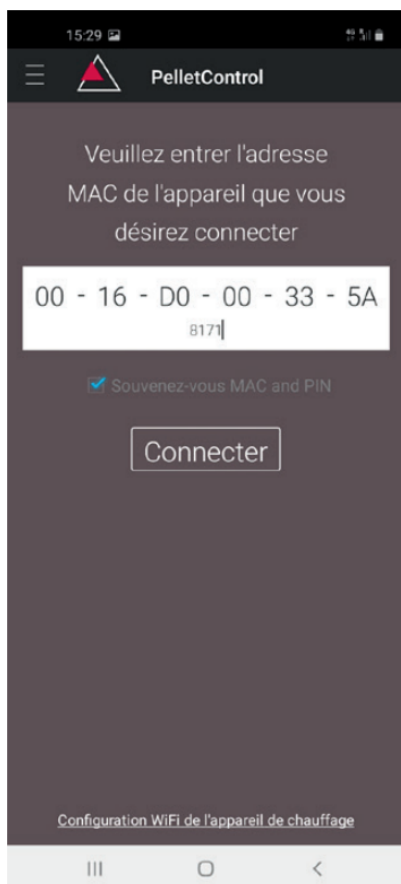 15:29
PelletControl
Veuillez entrer l'adresse
MAC de l'appareil que vous
désirez connecter
00 - 16 - D0 - 00 - 33 - 5A
8171
Souvenez-vous MAC and PIN
Connecter
Configuration WiFi de l'appareil de chauffage